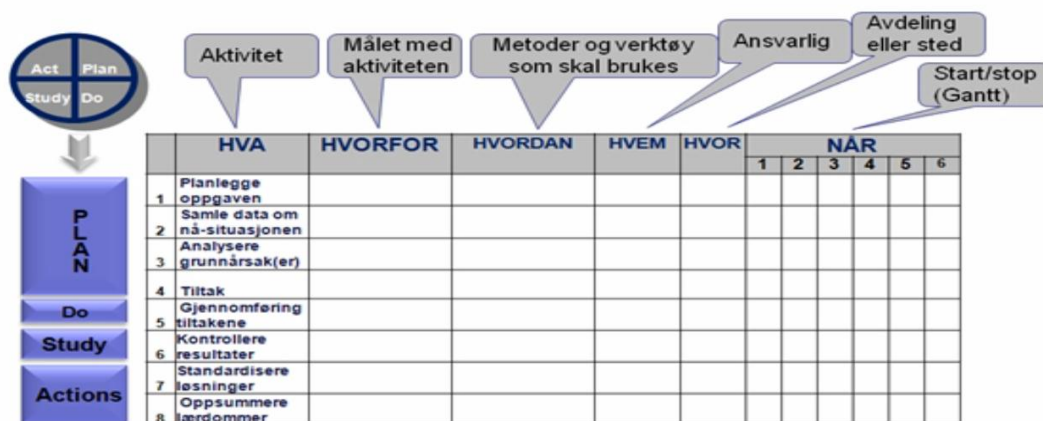 Act Plan
Study Do
Aktivitet
Målet med
aktiviteten
Metoder og verktøy
som skal brukes
Ansvarlig
Avdeling
eller sted
Start/stop
(Gantt)
HVA HVORFOR HVORDAN HVEM HVOR NÅR
1 2 3 4 5 6
PLAN
Planlegge
1 oppgaven
Samle data om
2 nå-situasjonen
Analysere
3 grunnårsak(er)
4 Tiltak
Do
Gjennomføring
5 tiltakene
Study
Kontrollere
6 resultater
Actions
Standardisere
7 løsninger
Oppsummere
8 lærdommer